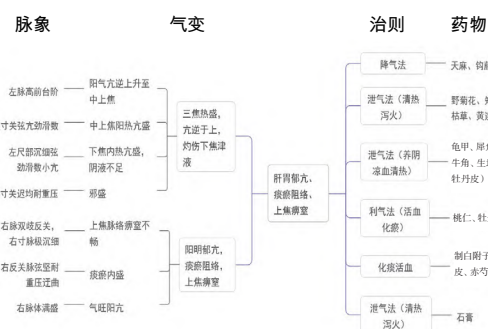 脉象
气变
治则
药物
左脉高前台阶
阳气亢逆上升至
中上焦
寸关弦亢劲滑数
中上焦阳热亢盛
左尺部沉细弦
劲滑数小亢
下焦内热亢盛，
阴液不足
寸关迟均耐重压
邪盛
三焦热盛，
亢逆于上，
灼伤下焦津
液
右脉双歧反关，
右寸脉极沉细
上焦脉络痹窒不
畅
右反关脉弦坚耐
重压迂曲
痰瘀内盛
右脉体满盛
气旺阳亢
阳明郁亢，
痰瘀阻络，
上焦痹窒
肝胃郁亢、
痰瘀阻络、
上焦痹窒
降气法
天麻、钩藤
泄气法（清热
泻火）
野菊花、
枯草、黄
泄气法（养阴
凉血清热）
龟甲、犀
牛角、生
牡丹皮）
利气法（活血
化瘀）
桃仁、牡
化痰活血
制白附子
皮、赤芍
泄气法（清热
泻火）
石膏